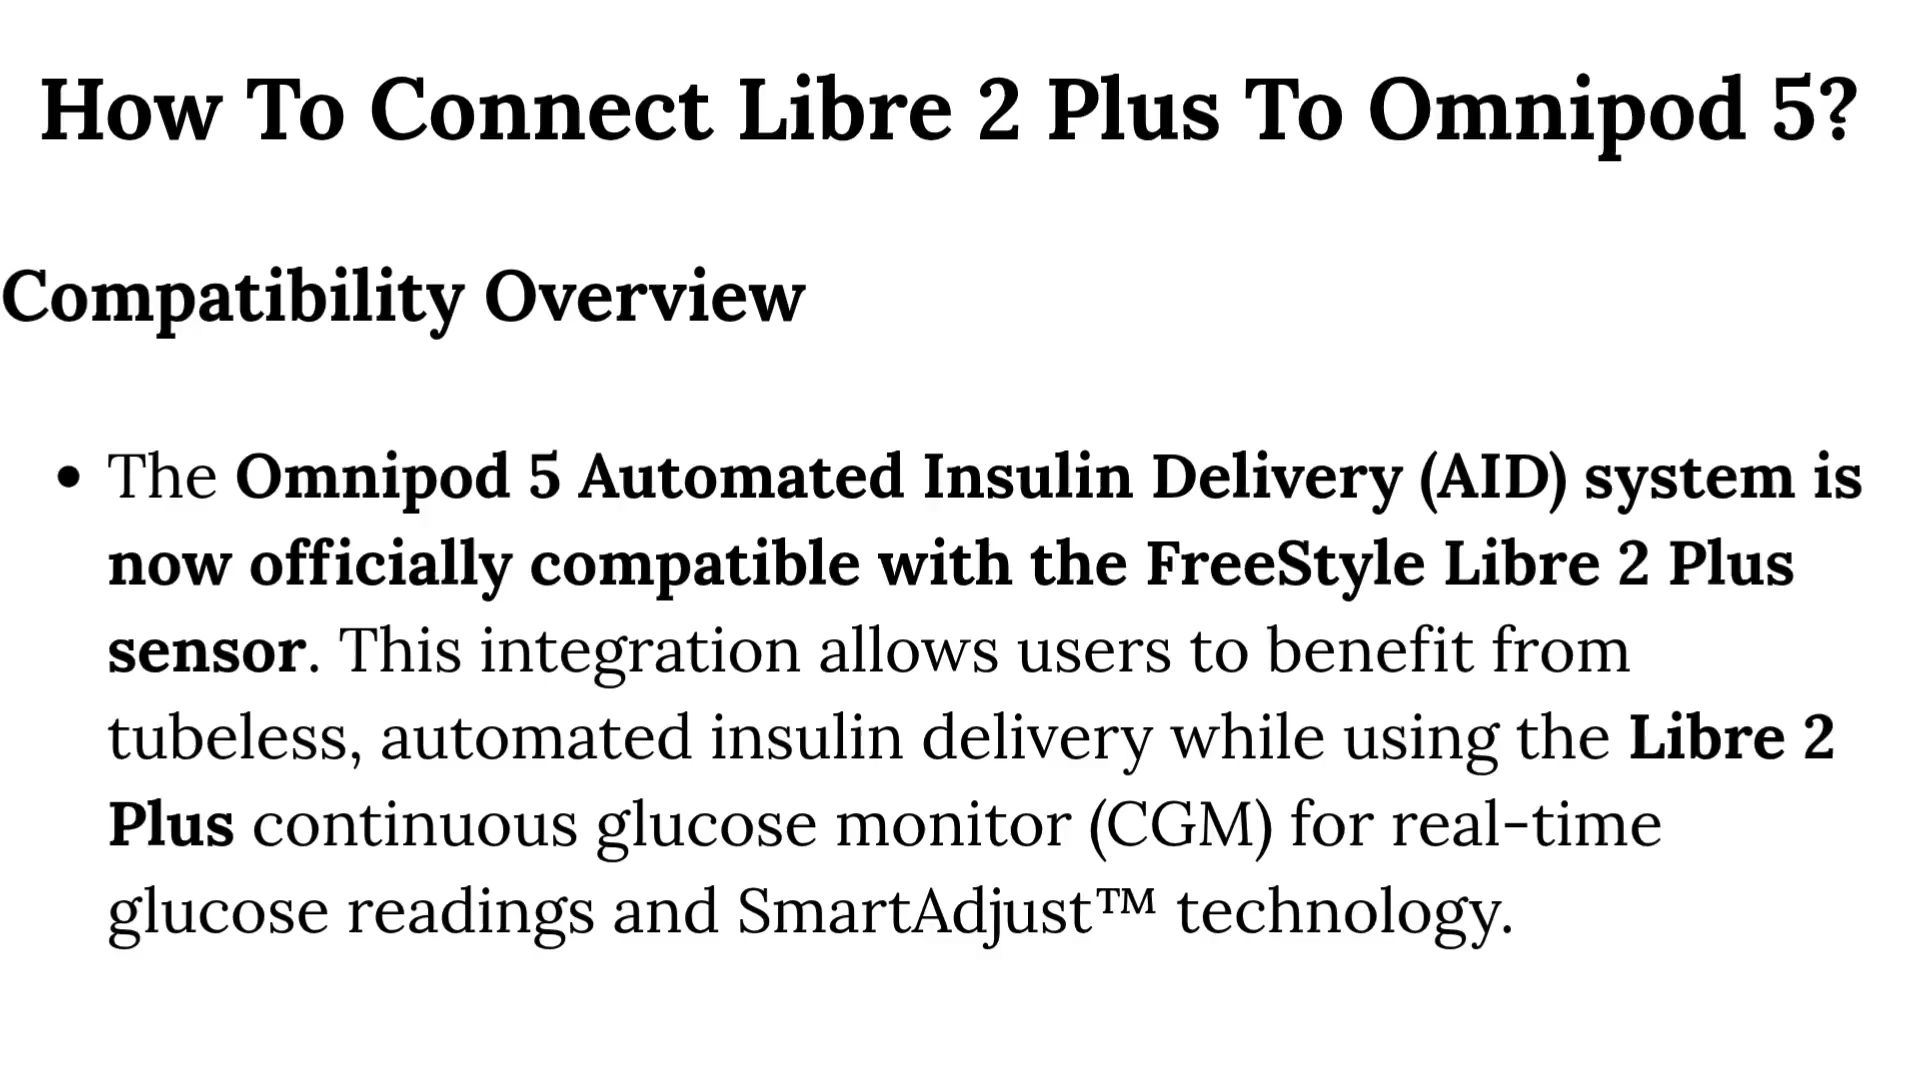 How To Connect Libre 2 Plus To Omnipod 5?
Compatibility Overview
• The Omnipod 5 Automated Insulin Delivery (AID) system is
now officially compatible with the FreeStyle Libre 2 Plus
sensor. This integration allows users to benefit from
tubeless, automated insulin delivery while using the Libre 2
Plus continuous glucose monitor (CGM) for real-time
glucose readings and SmartAdjust™ technology.